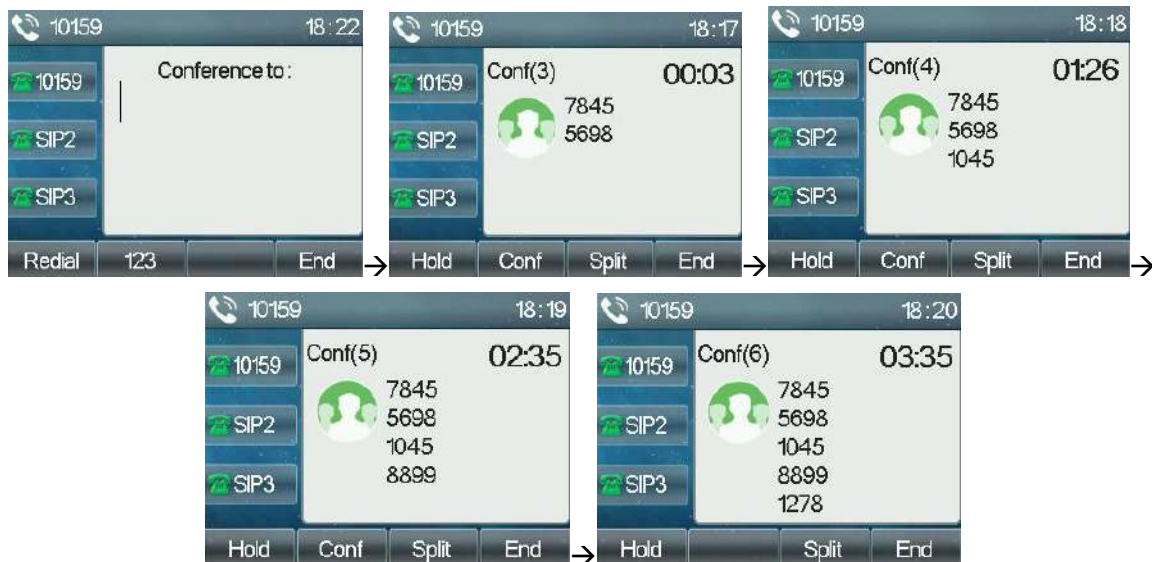 10159 18:22
Conference to :
10159
SIP2
SIP3
Redial 123 End
→
10159 18:17
Conf(3) 00:03
10159
7845
5698
SIP2
SIP3
Hold Conf Split End
→
10159 18:18
Conf(4) 01:26
10159
7845
5698
1045
SIP2
SIP3
Hold Conf Split End
→
10159 18:19
Conf(5) 02:35
10159
7845
5698
1045
8899
SIP2
SIP3
Hold Conf Split End
→
10159 18:20
Conf(6) 03:35
10159
7845
5698
1045
8899
1278
SIP2
SIP3
Hold Split End